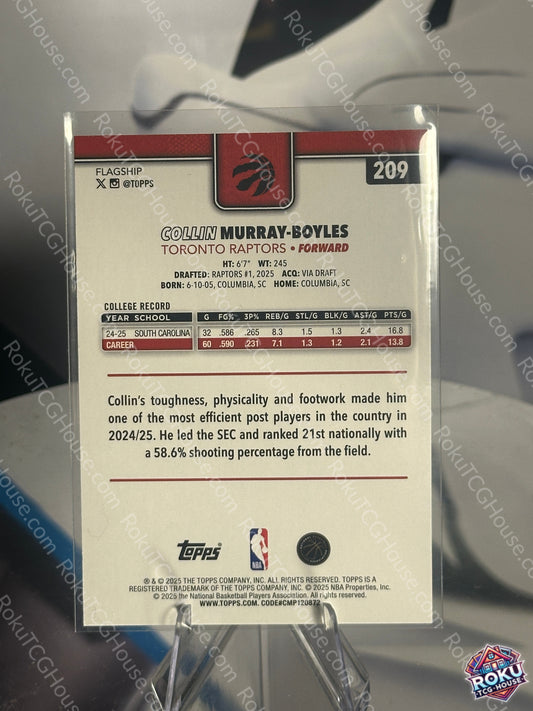 FLAGSHIP
X @TOPPS
209
COLLIN MURRAY-BOYLES
TORONTO RAPTORS • FORWARD
HT: 6'7" WT: 245
DRAFTED: RAPTORS #1, 2025 ACQ: VIA DRAFT
BORN: 6-10-05, COLUMBIA, SC HOME: COLUMBIA, SC
COLLEGE RECORD
YEAR SCHOOL G FG% 3P% REB/G STL/G BLK/G AST/G PTS/G
24-25 SOUTH CAROLINA 32 .586 .265 8.3 1.5 1.3 2.4 16.8
CAREER 60 .590 .231 7.1 1.3 1.2 2.1 13.8
Collin's toughness, physicality and footwork made him
one of the most efficient post players in the country in
2024/25. He led the SEC and ranked 21st nationally with
a 58.6% shooting percentage from the field.
Topps
NBA
® & © 2025 THE TOPPS COMPANY, INC. ALL RIGHTS RESERVED. TOPPS IS A
REGISTERED TRADEMARK OF THE TOPPS COMPANY, INC. © 2025 NBA Properties, Inc.
© 2025 the National Basketball Players Association. All rights reserved.
WWW.TOPPS.COM. CODE#CMP120872
RokuTCGHouse.com
ROKU
TCG HOUSE